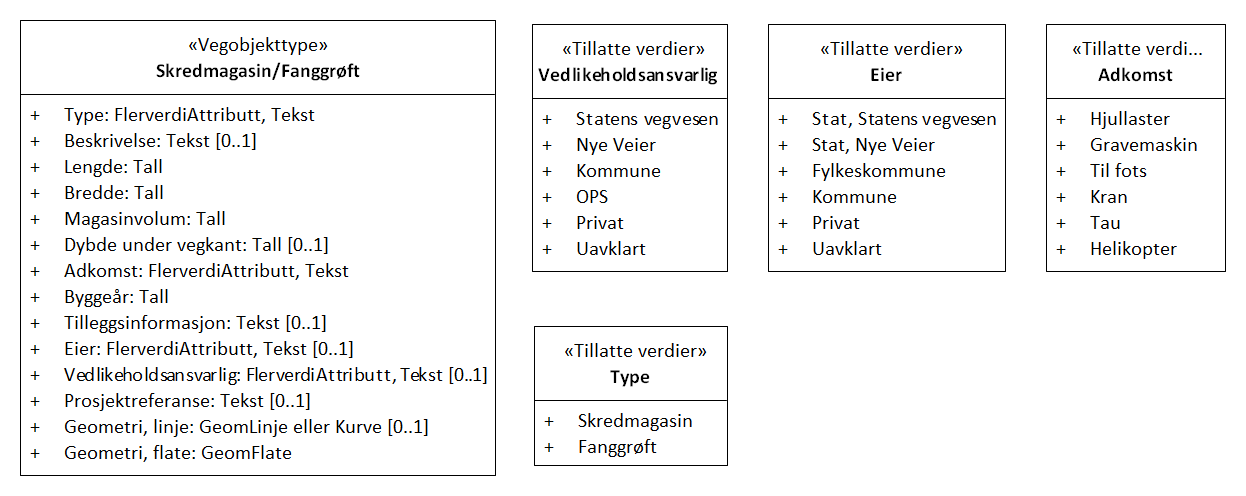 «Vegobjekttype»
Skredmagasin/Fanggrøft
+ Type: FlerverdiAttributt, Tekst
+ Beskrivelse: Tekst [0..1]
+ Lengde: Tall
+ Bredde: Tall
+ Magasinvolum: Tall
+ Dybde under vegkant: Tall [0..1]
+ Adkomst: FlerverdiAttributt, Tekst
+ Byggeår: Tall
+ Tilleggsinformasjon: Tekst [0..1]
+ Eier: FlerverdiAttributt, Tekst [0..1]
+ Vedlikeholdsansvarlig: FlerverdiAttributt, Tekst [0..1]
+ Prosjektreferanse: Tekst [0..1]
+ Geometri, linje: GeomLinje eller Kurve [0..1]
+ Geometri, flate: GeomFlate
«Tillatte verdier»
Vedlikeholdsansvarlig
+ Statens vegvesen
+ Nye Veier
+ Kommune
+ OPS
+ Privat
+ Uavklart
«Tillatte verdier»
Eier
+ Stat, Statens vegvesen
+ Stat, Nye Veier
+ Fylkeskommune
+ Kommune
+ Privat
+ Uavklart
«Tillatte verdi...
Adkomst
+ Hjullaster
+ Gravemaskin
+ Til fots
+ Kran
+ Tau
+ Helikopter
«Tillatte verdier»
Type
+ Skredmagasin
+ Fanggrøft